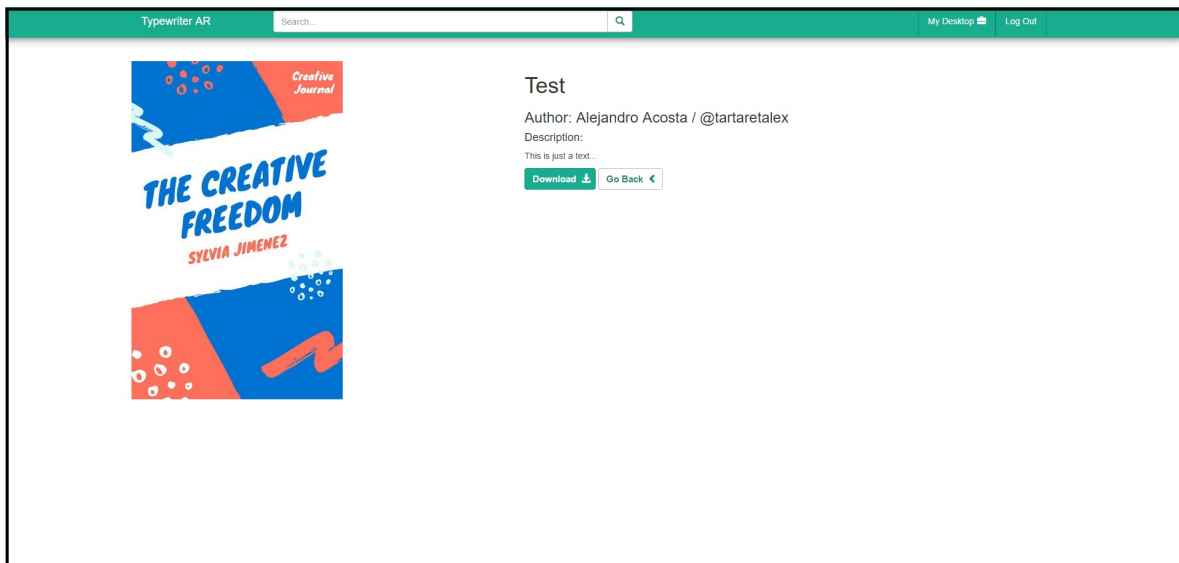 Typewriter AR
Search...
My Desktop
Log Out
Creative
Journal
THE CREATIVE
FREEDOM
SYLVIA JIMENEZ
Test
Author: Alejandro Acosta / @tartaretalex
Description:
This is just a text...
Download
Go Back